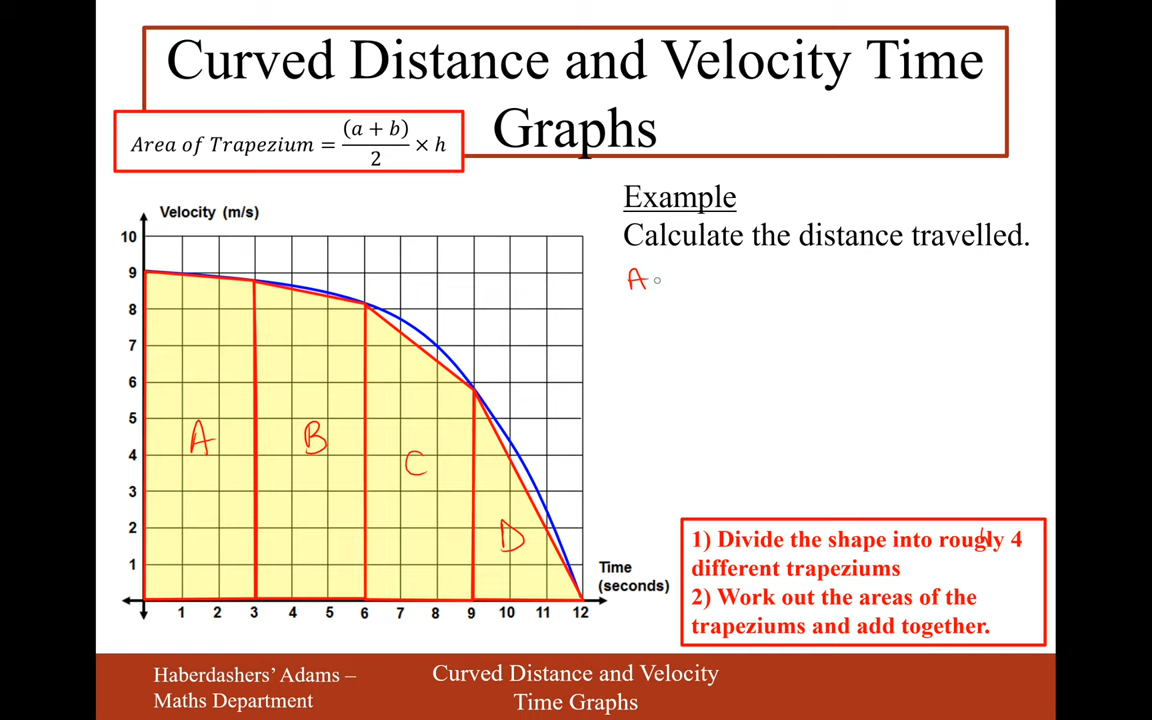 Curved Distance and Velocity Time
Graphs
Area of Trapezium = (a + b)/2 × h
Example
Calculate the distance travelled.
A
Velocity (m/s)
10
9
8
7
6
5
4
3
2
1
A
B
C
D
Time
(seconds)
1 2 3 4 5 6 7 8 9 10 11 12
1) Divide the shape into roughly 4
different trapeziums
2) Work out the areas of the
trapeziums and add together.
Haberdashers' Adams –
Maths Department
Curved Distance and Velocity
Time Graphs